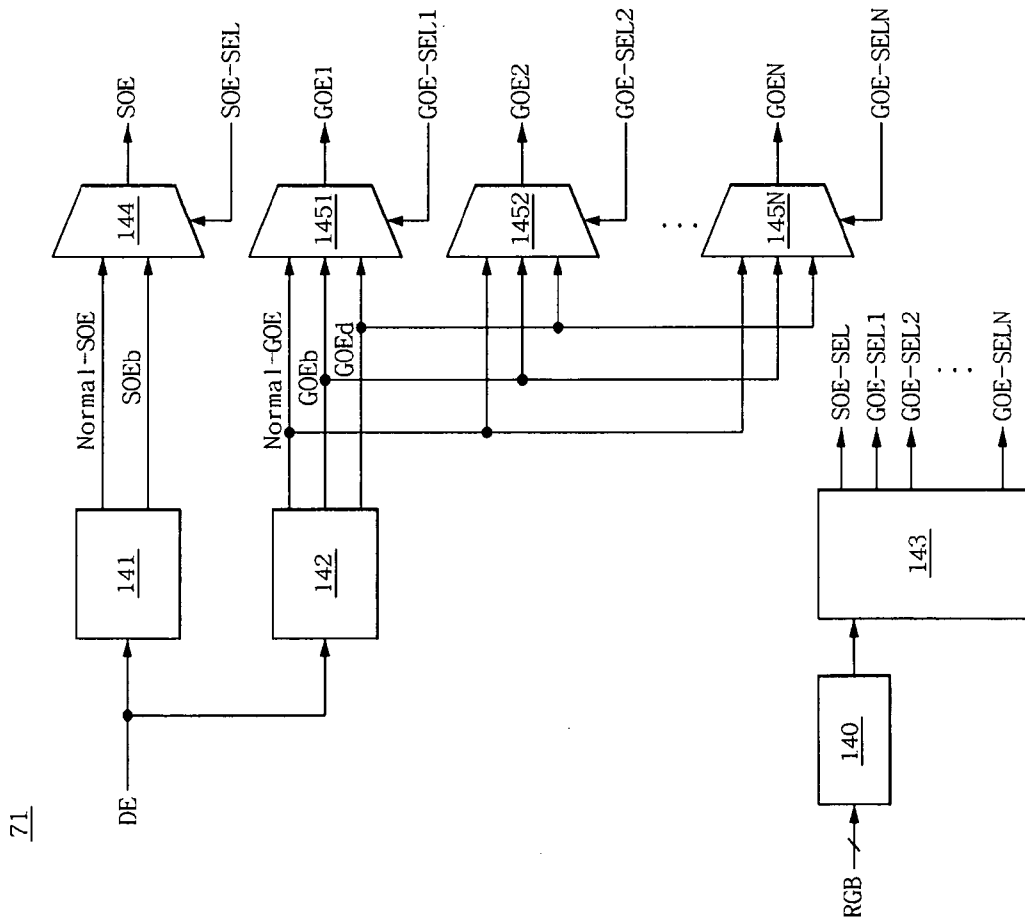 71
DE
141
Normal-SOE
SOEb
144
SOE
SOE-SEL
142
Normal-GOE
GOEb
GOEd
1451
GOE1
GOE-SEL1
1452
GOE2
GOE-SEL2
...
145N
GOEN
GOE-SELN
RGB
140
143
SOE-SEL
GOE-SEL1
GOE-SEL2
...
GOE-SELN